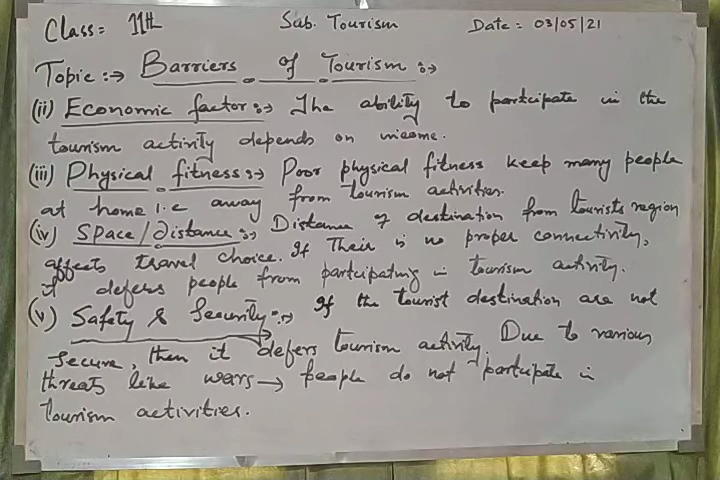 Class: 11th Sub. Tourism Date: 03/05/21
Topic :→ Barriers of Tourism :→
(ii) Economic factor :→ The ability to participate in the
tourism activity depends on income.
(iii) Physical fitness :→ Poor physical fitness keep many people
at home i.e away from tourism activities.
(iv) Space/Distance :→ Distance of destination from tourists region
affects travel choice. If Their is no proper connectivity,
it defers people from participating in tourism activity.
(v) Safety & Security :→ If the tourist destination are not
secure, then it defers tourism activity. Due to various
threats like wars → people do not participate in
tourism activities.